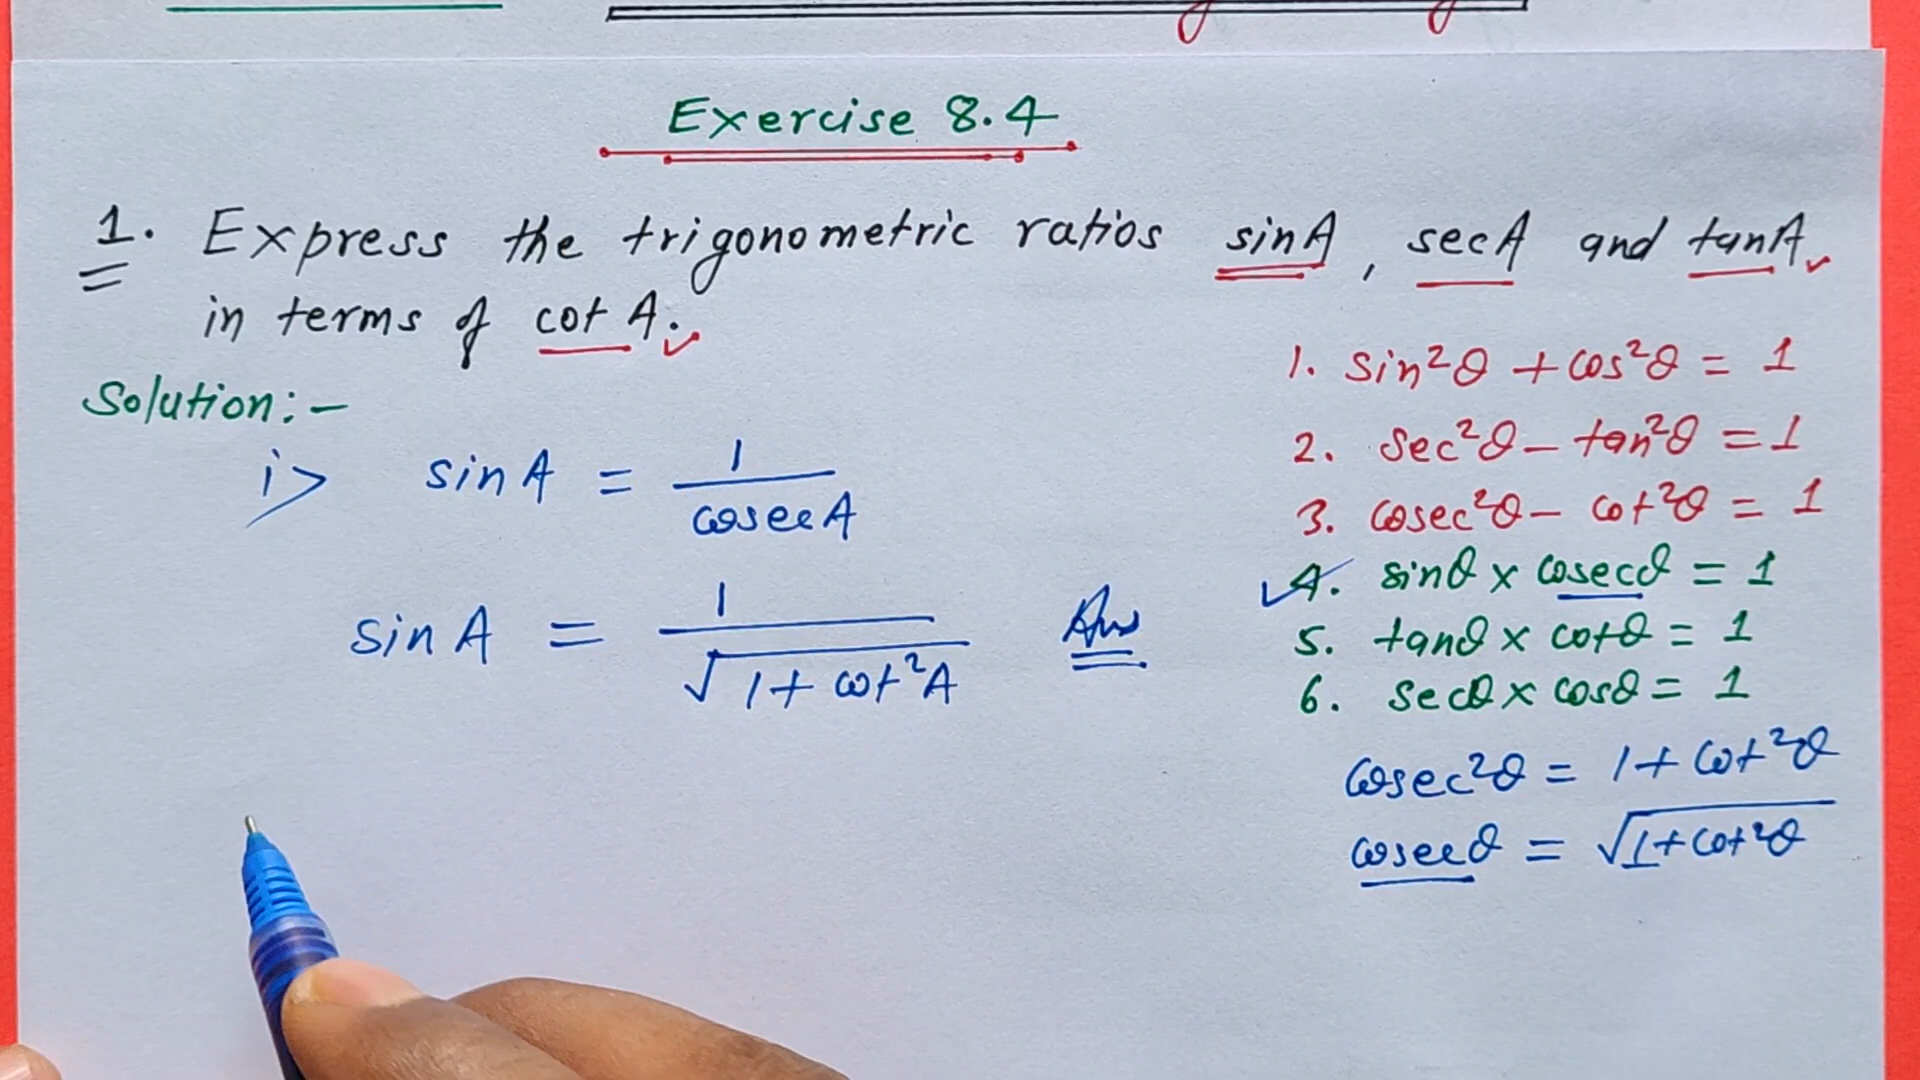 Exercise 8.4
1. Express the trigonometric ratios sinA, secA and tanA,
in terms of cot A.
Solution:-
i> sinA = 1/cosecA
sinA = 1/√(1+cot²A) Ans
1. sin²θ + cos²θ = 1
2. sec²θ - tan²θ = 1
3. cosec²θ - cot²θ = 1
4. sinθ × cosecθ = 1
5. tanθ × cotθ = 1
6. secθ × cosθ = 1
cosec²θ = 1 + cot²θ
cosecθ = √(1+cot²θ)